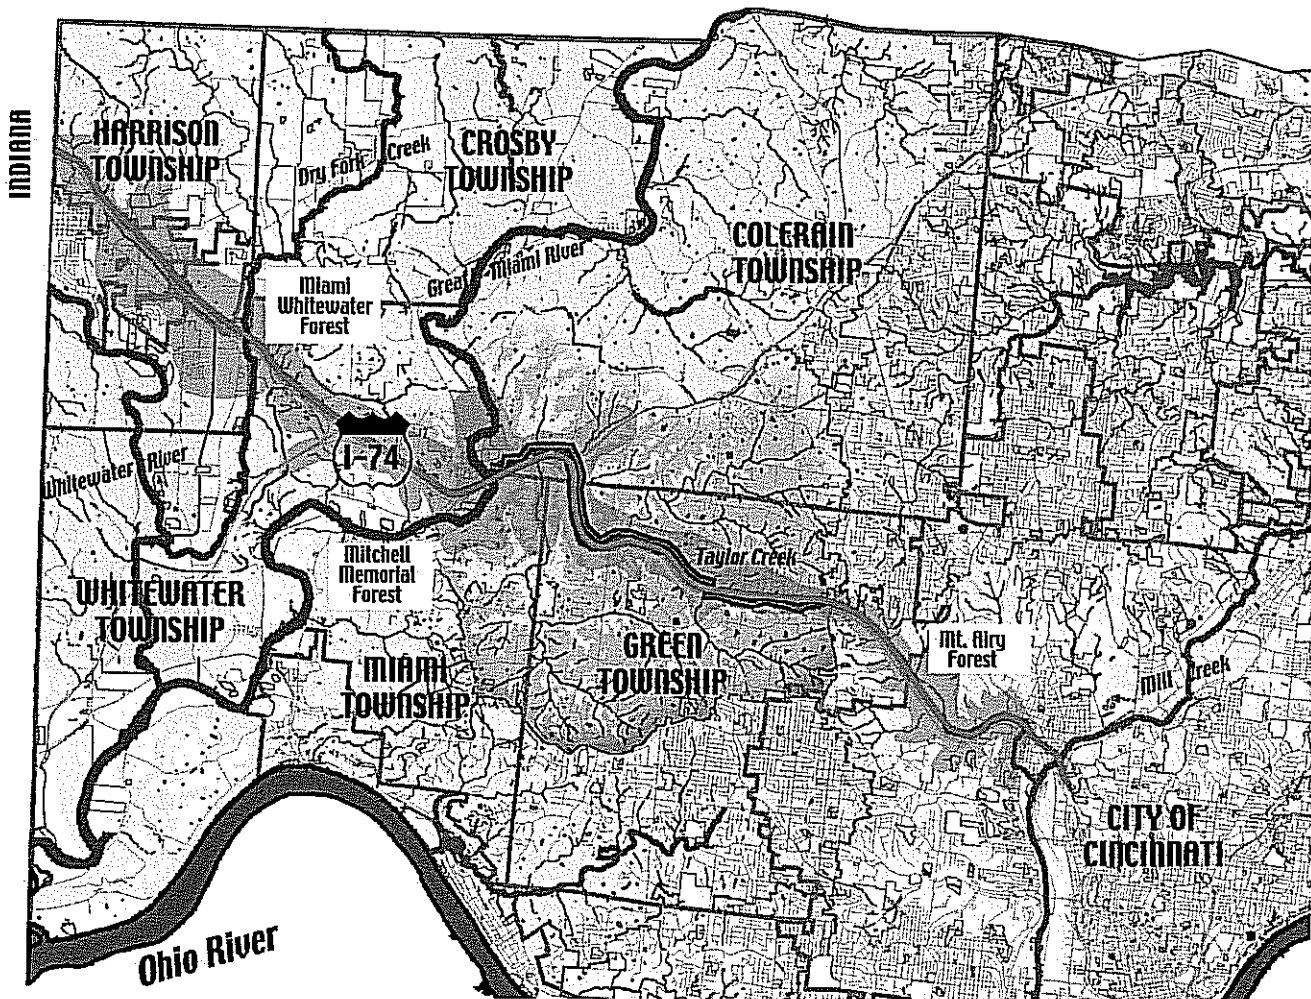 INDIANA
HARRISON
TOWNSHIP
Dry Fork Creek
CROSBY
TOWNSHIP
COLERAIN
TOWNSHIP
Great Miami River
Miami
Whitewater
Forest
I-74
Whitewater River
Mitchell
Memorial
Forest
Taylor Creek
WHITEWATER
TOWNSHIP
MIAMI
TOWNSHIP
GREEN
TOWNSHIP
Mt. Airy
Forest
Mill Creek
CITY OF
CINCINNATI
Ohio River